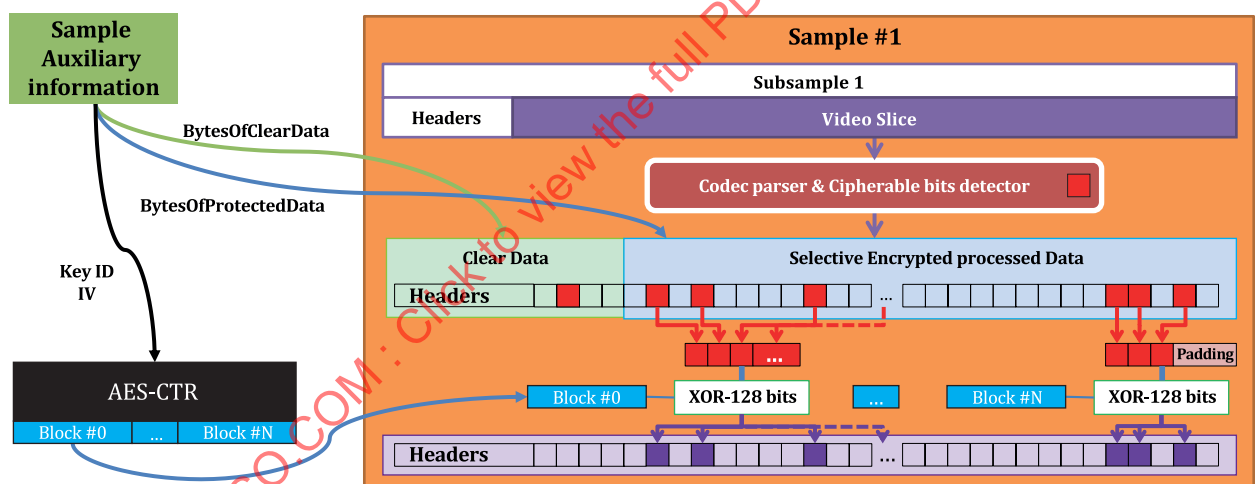 Sample
Auxiliary
information
BytesOfClearData
BytesOfProtectedData
Key ID
IV
AES-CTR
Block #0 ... Block #N
Sample #1
Subsample 1
Headers Video Slice
Codec parser & Cipherable bits detector
Clear Data Selective Encrypted processed Data
Headers ...
... Padding
Block #0 XOR-128 bits ... Block #N XOR-128 bits
Headers ...
SO.COM : Click to view the full PD